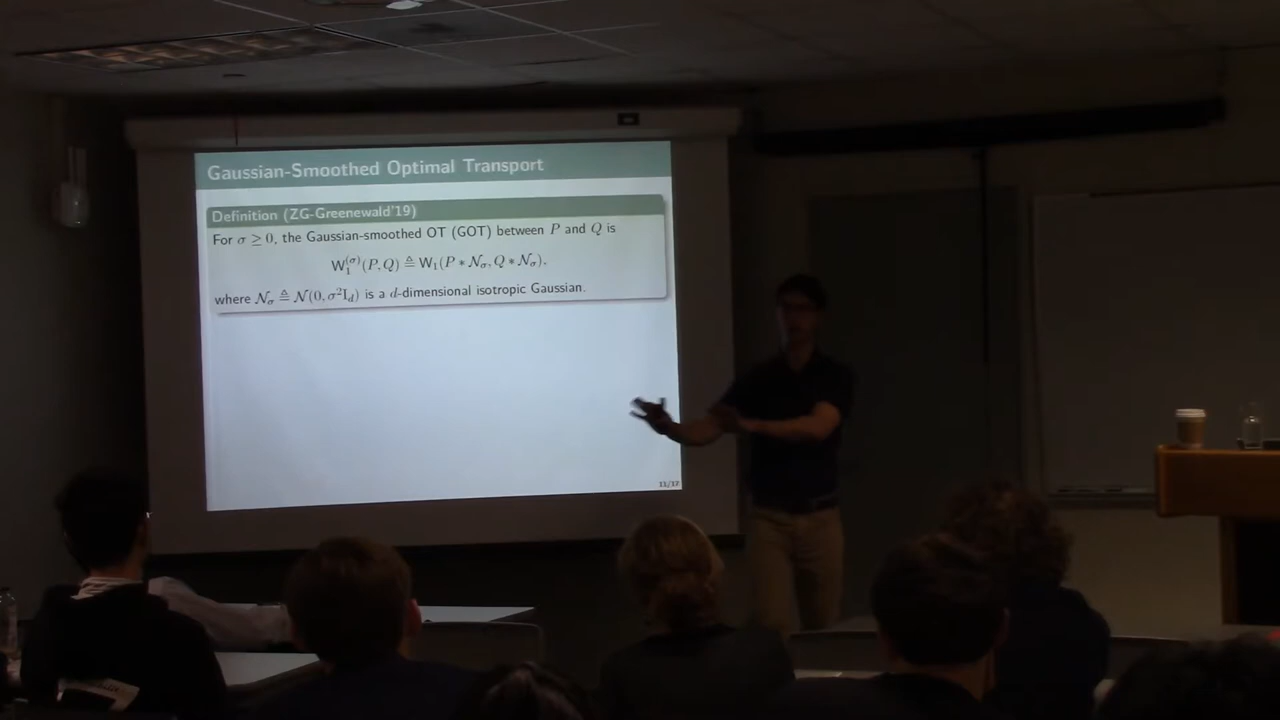 Gaussian-Smoothed Optimal Transport
Definition (ZG-Greenewald'19)
For σ ≥ 0, the Gaussian-smoothed OT (GOT) between P and Q is
W₁^(σ)(P, Q) ≜ W₁(P * 𝒩_σ, Q * 𝒩_σ),
where 𝒩_σ ≜ 𝒩(0, σ²I_d) is a d-dimensional isotropic Gaussian.
11/17